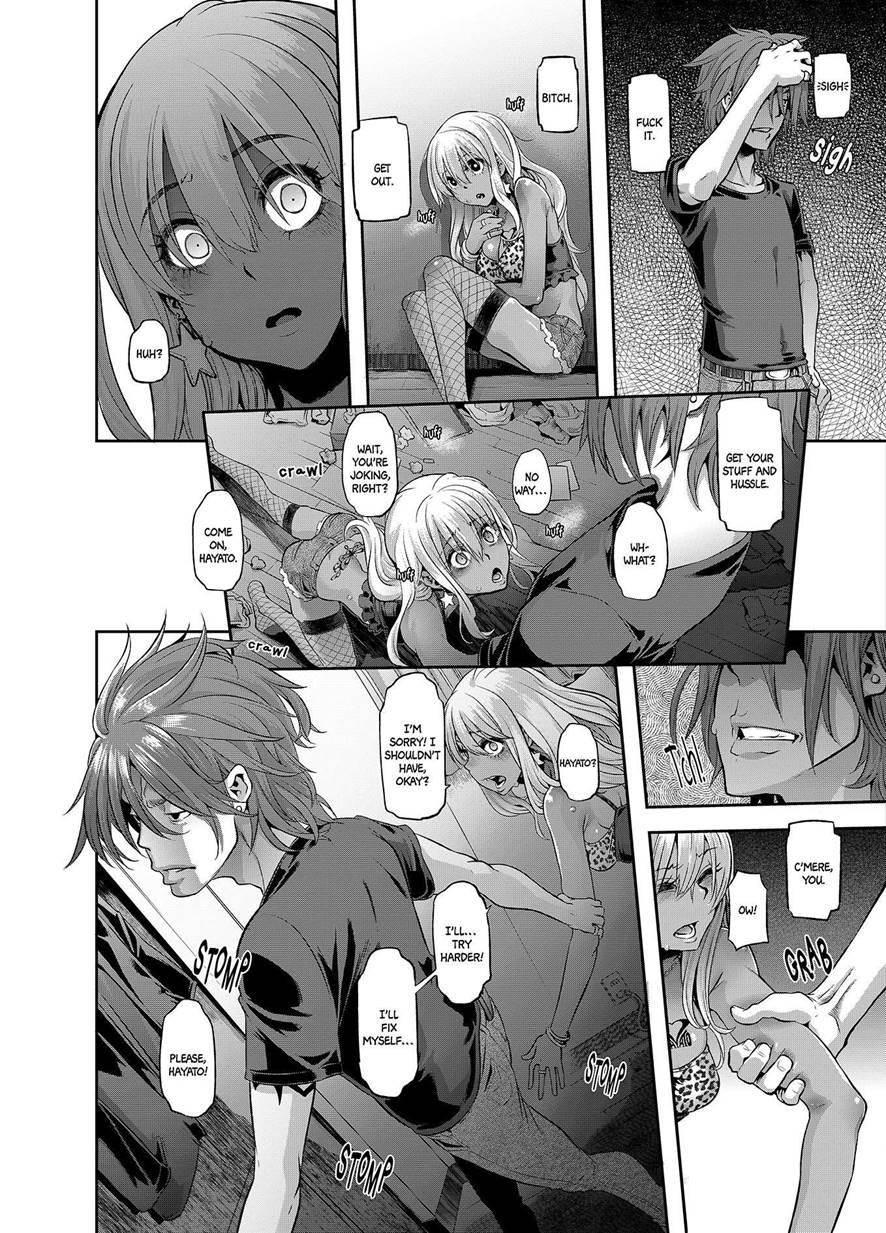 ⁂SIGH⁂
FUCK
IT.
sigh
BITCH.
huff
GET
OUT.
huff
HUH?
GET YOUR
STUFF AND
HUSSLE.
WH-
WHAT?
NO
WAY...
huff
huff
WAIT,
YOU'RE
JOKING,
RIGHT?
huff
crawl
COME
ON,
HAYATO.
crawl
Tch!
C'MERE,
YOU.
OW!
GRAB
HAYATO?
I'M
SORRY! I
SHOULDN'T
HAVE,
OKAY?
I'LL...
TRY
HARDER!
I'LL
FIX
MYSELF...
PLEASE,
HAYATO!
STOMP
STOMP
STOMP